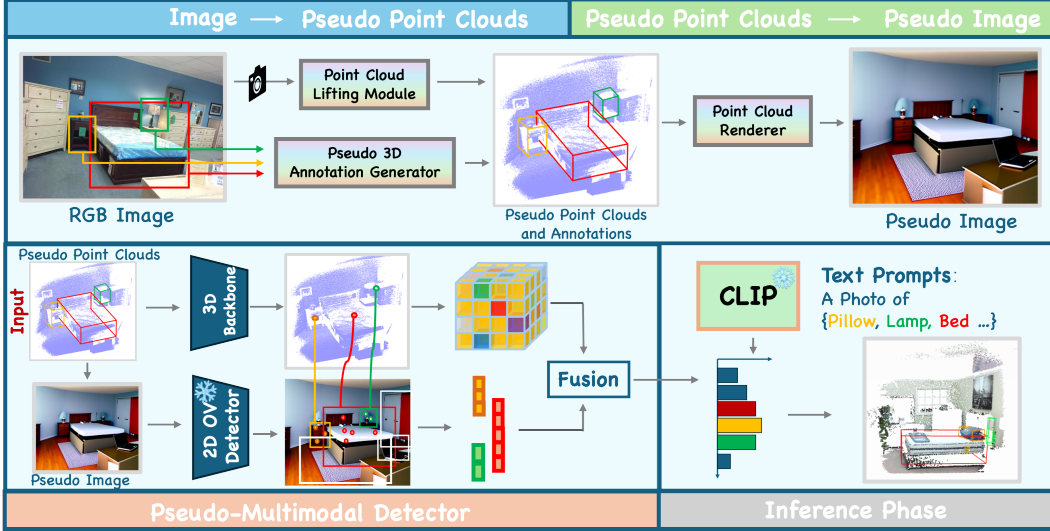 Image → Pseudo Point Clouds
Pseudo Point Clouds → Pseudo Image
Point Cloud
Lifting Module
Pseudo 3D
Annotation Generator
RGB Image
Pseudo Point Clouds
and Annotations
Point Cloud
Renderer
Pseudo Image
Pseudo Point Clouds
Input
Pseudo Image
3D
Backbone
2D OV
Detector
Fusion
CLIP
Text Prompts:
A Photo of
{Pillow, Lamp, Bed ...}
Pseudo-Multimodal Detector
Inference Phase